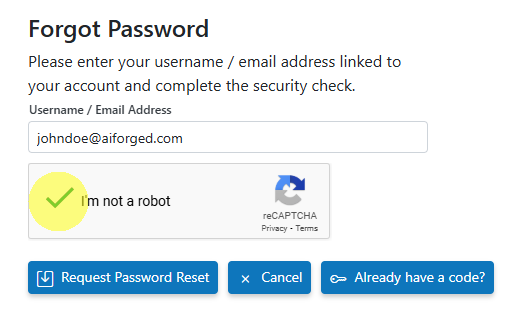 Forgot Password
Please enter your username / email address linked to
your account and complete the security check.
Username / Email Address
johndoe@aiforged.com
I'm not a robot
reCAPTCHA
Privacy - Terms
Request Password Reset
Cancel
Already have a code?